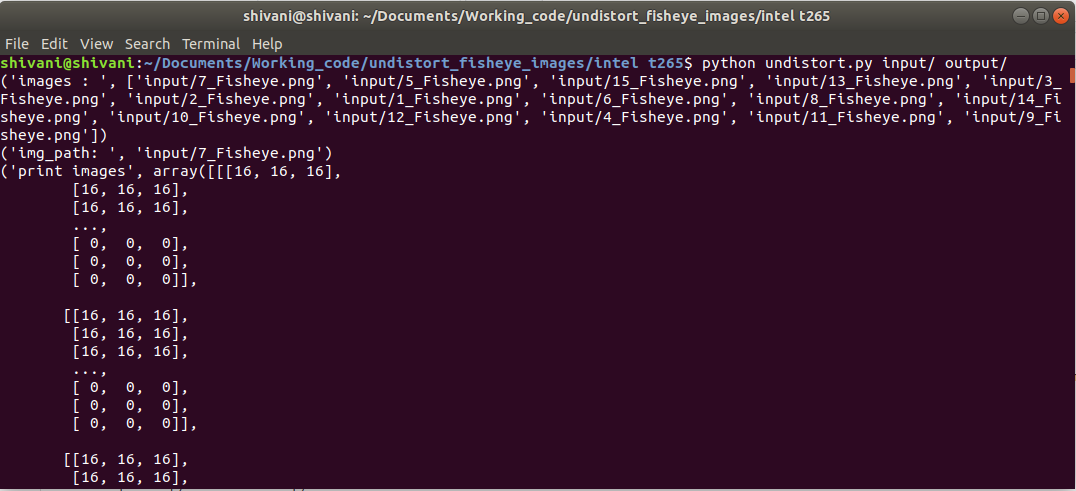 shivani@shivani: ~/Documents/Working_code/undistort_fisheye_images/intel t265
File Edit View Search Terminal Help
shivani@shivani:~/Documents/Working_code/undistort_fisheye_images/intel t265$ python undistort.py input/ output/
('images : ', ['input/7_Fisheye.png', 'input/5_Fisheye.png', 'input/15_Fisheye.png', 'input/13_Fisheye.png', 'input/3_
Fisheye.png', 'input/2_Fisheye.png', 'input/1_Fisheye.png', 'input/6_Fisheye.png', 'input/8_Fisheye.png', 'input/14_Fi
sheye.png', 'input/10_Fisheye.png', 'input/12_Fisheye.png', 'input/4_Fisheye.png', 'input/11_Fisheye.png', 'input/9_Fi
sheye.png'])
('img_path: ', 'input/7_Fisheye.png')
('print images', array([[[16, 16, 16],
        [16, 16, 16],
        [16, 16, 16],
        ...,
        [ 0,  0,  0],
        [ 0,  0,  0],
        [ 0,  0,  0]],

       [[16, 16, 16],
        [16, 16, 16],
        [16, 16, 16],
        ...,
        [ 0,  0,  0],
        [ 0,  0,  0],
        [ 0,  0,  0]],

       [[16, 16, 16],
        [16, 16, 16],